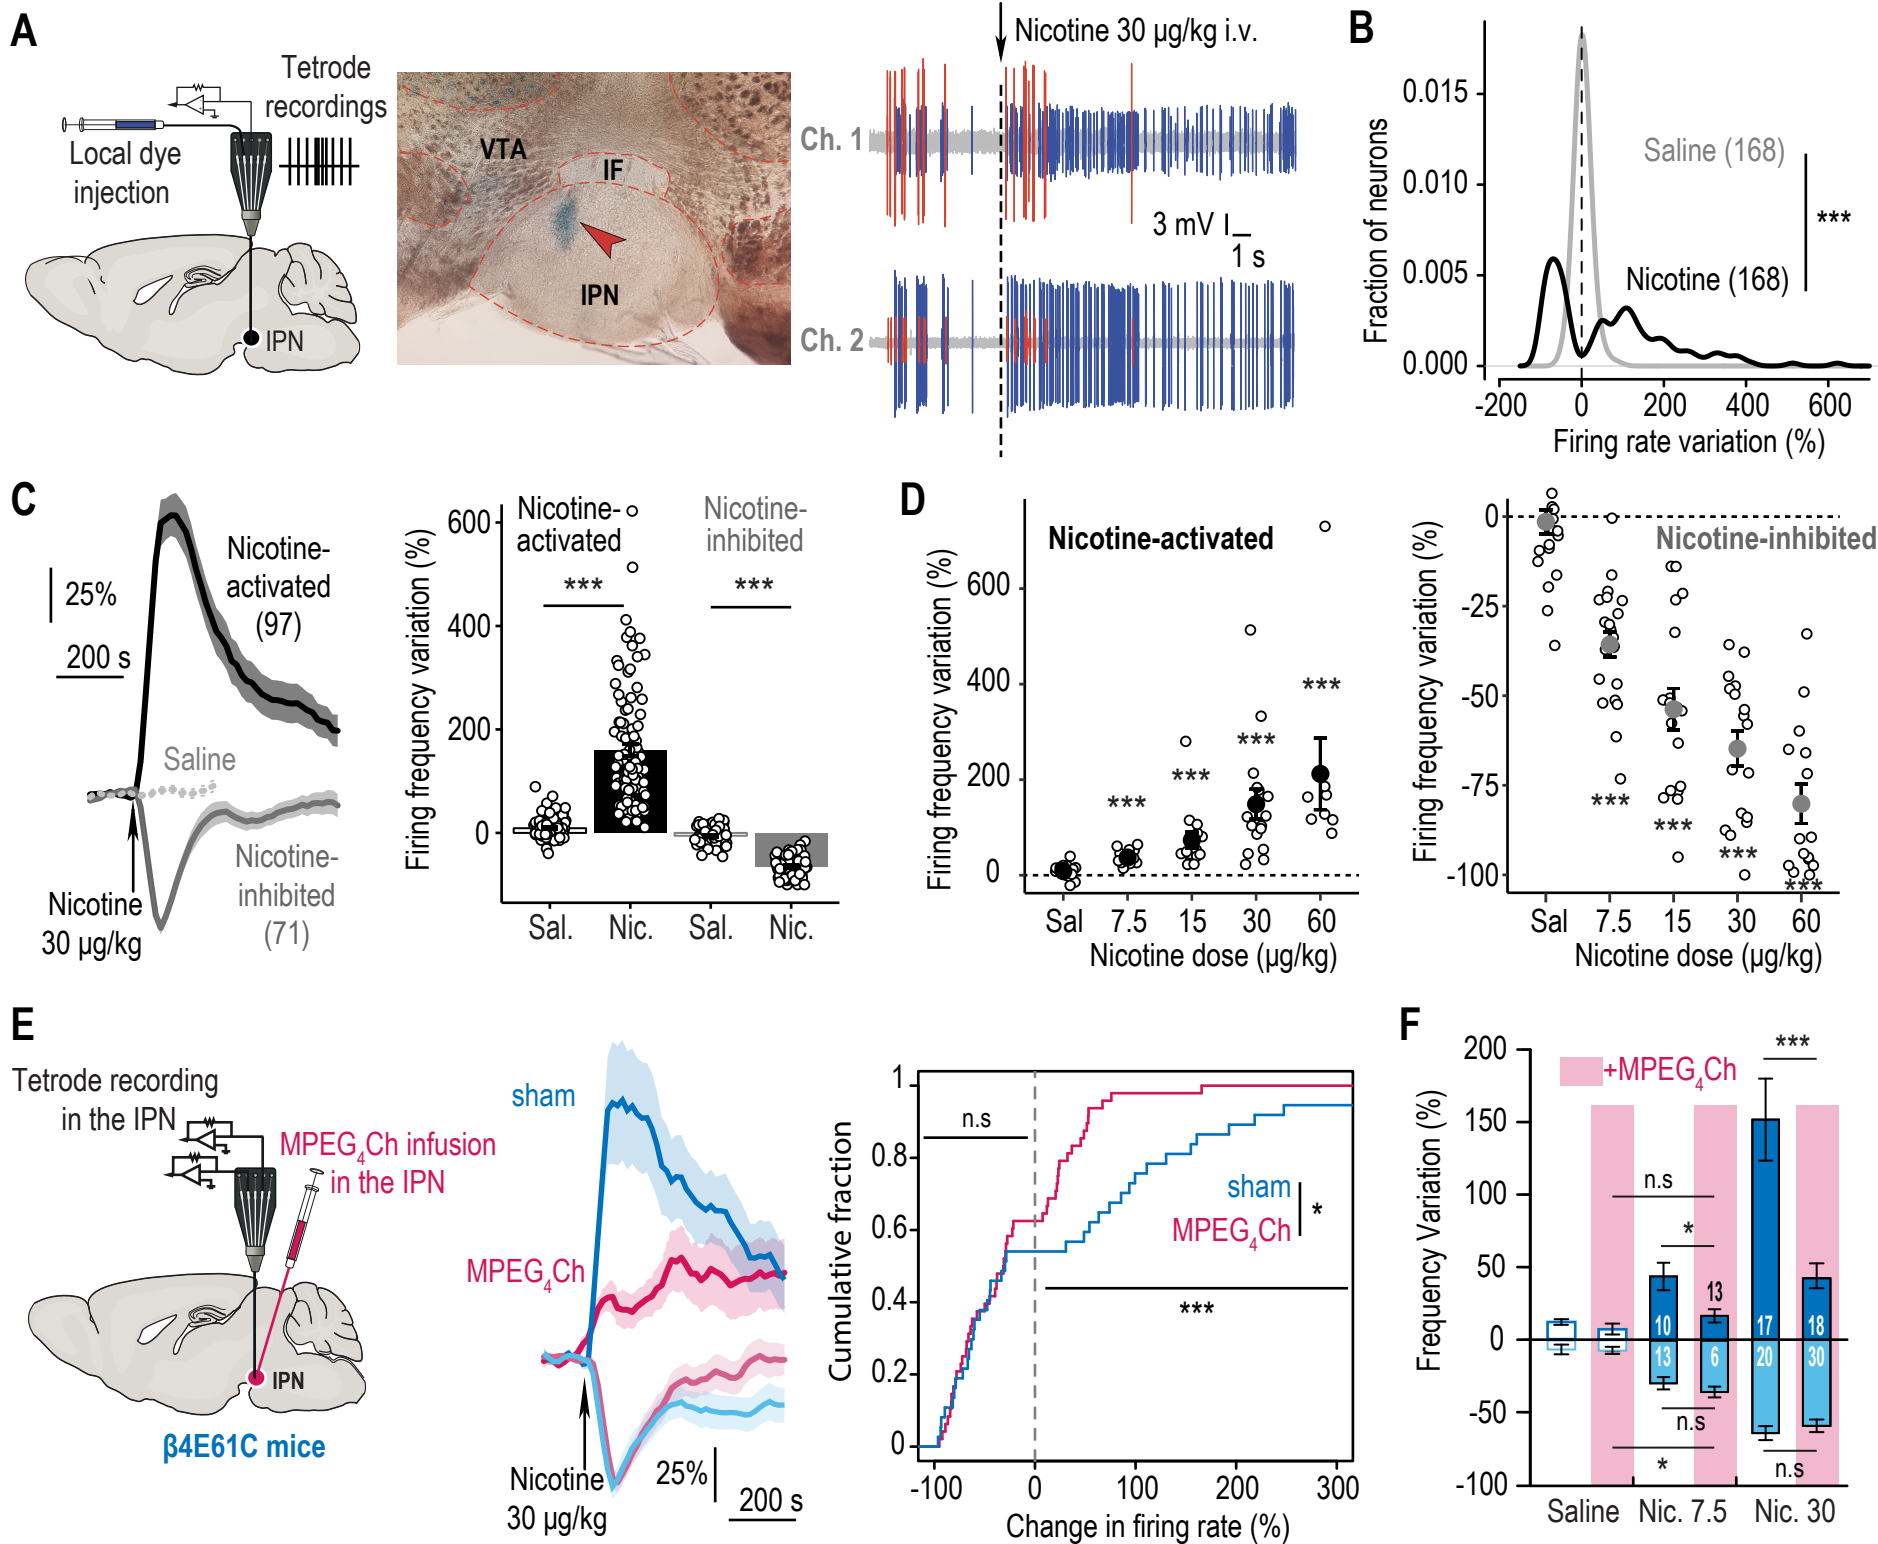 A
Tetrode
recordings
Local dye
injection
IPN
VTA
IF
IPN
Nicotine 30 µg/kg i.v.
Ch. 1
3 mV
1 s
Ch. 2
B
0.015
0.010
0.005
0.000
Fraction of neurons
Saline (168)
***
Nicotine (168)
-200 0 200 400 600
Firing rate variation (%)
C
25%
200 s
Nicotine-
activated
(97)
Saline
Nicotine-
inhibited
(71)
Nicotine
30 µg/kg
Firing frequency variation (%)
600
400
200
0
Nicotine-
activated
Nicotine-
inhibited
*** ***
Sal. Nic. Sal. Nic.
D
Firing frequency variation (%)
600
400
200
0
Nicotine-activated
*** *** *** ***
Sal 7.5 15 30 60
Nicotine dose (µg/kg)
Firing frequency variation (%)
0
-25
-50
-75
-100
Nicotine-inhibited
*** *** *** ***
Sal 7.5 15 30 60
Nicotine dose (µg/kg)
E
Tetrode recording
in the IPN
MPEG4Ch infusion
in the IPN
IPN
β4E61C mice
sham
MPEG4Ch
Nicotine
30 µg/kg
25%
200 s
Cumulative fraction
1
0.8
0.6
0.4
0.2
0
n.s
sham
MPEG4Ch
*
***
-100 0 100 200 300
Change in firing rate (%)
F
Frequency Variation (%)
200
150
100
50
0
-50
-100
+MPEG4Ch
***
n.s
*
13
10 17 18
13 6 20 30
n.s
*
n.s
Saline Nic. 7.5 Nic. 30